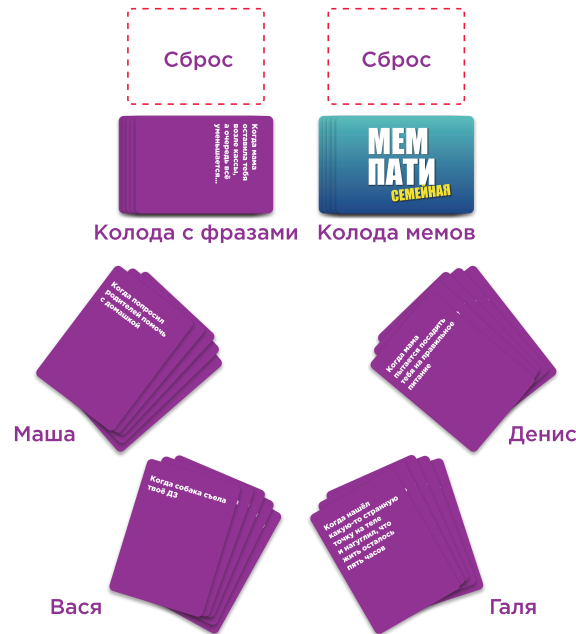 Сброс
Сброс
Когда мама
оставила тебя
возле кассы,
а очередь всё
уменьшается...
МЕМ
ПАТИ
СЕМЕЙНАЯ
Колода с фразами
Колода мемов
Когда попросил
родителей помочь
с домашкой
Когда мама
пытается посадить
тебя на правильное
питание
Маша
Денис
Когда собака съела
твоё ДЗ
Когда нашёл
какую-то странную
точку на теле
и нагуглил, что
жить осталось
пять часов
Вася
Галя